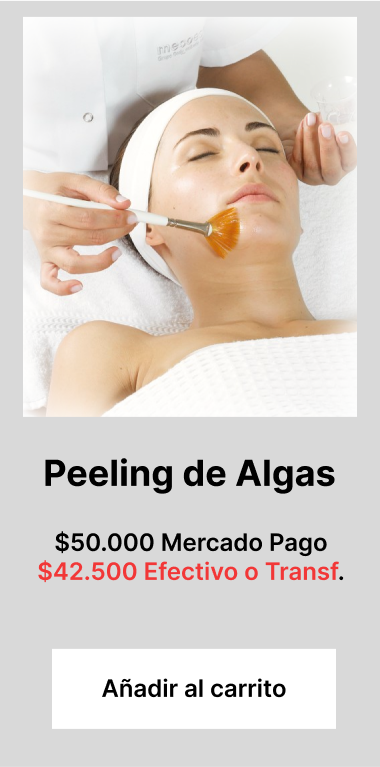 Peeling de Algas
$50.000 Mercado Pago
$42.500 Efectivo o Transf.
Añadir al carrito